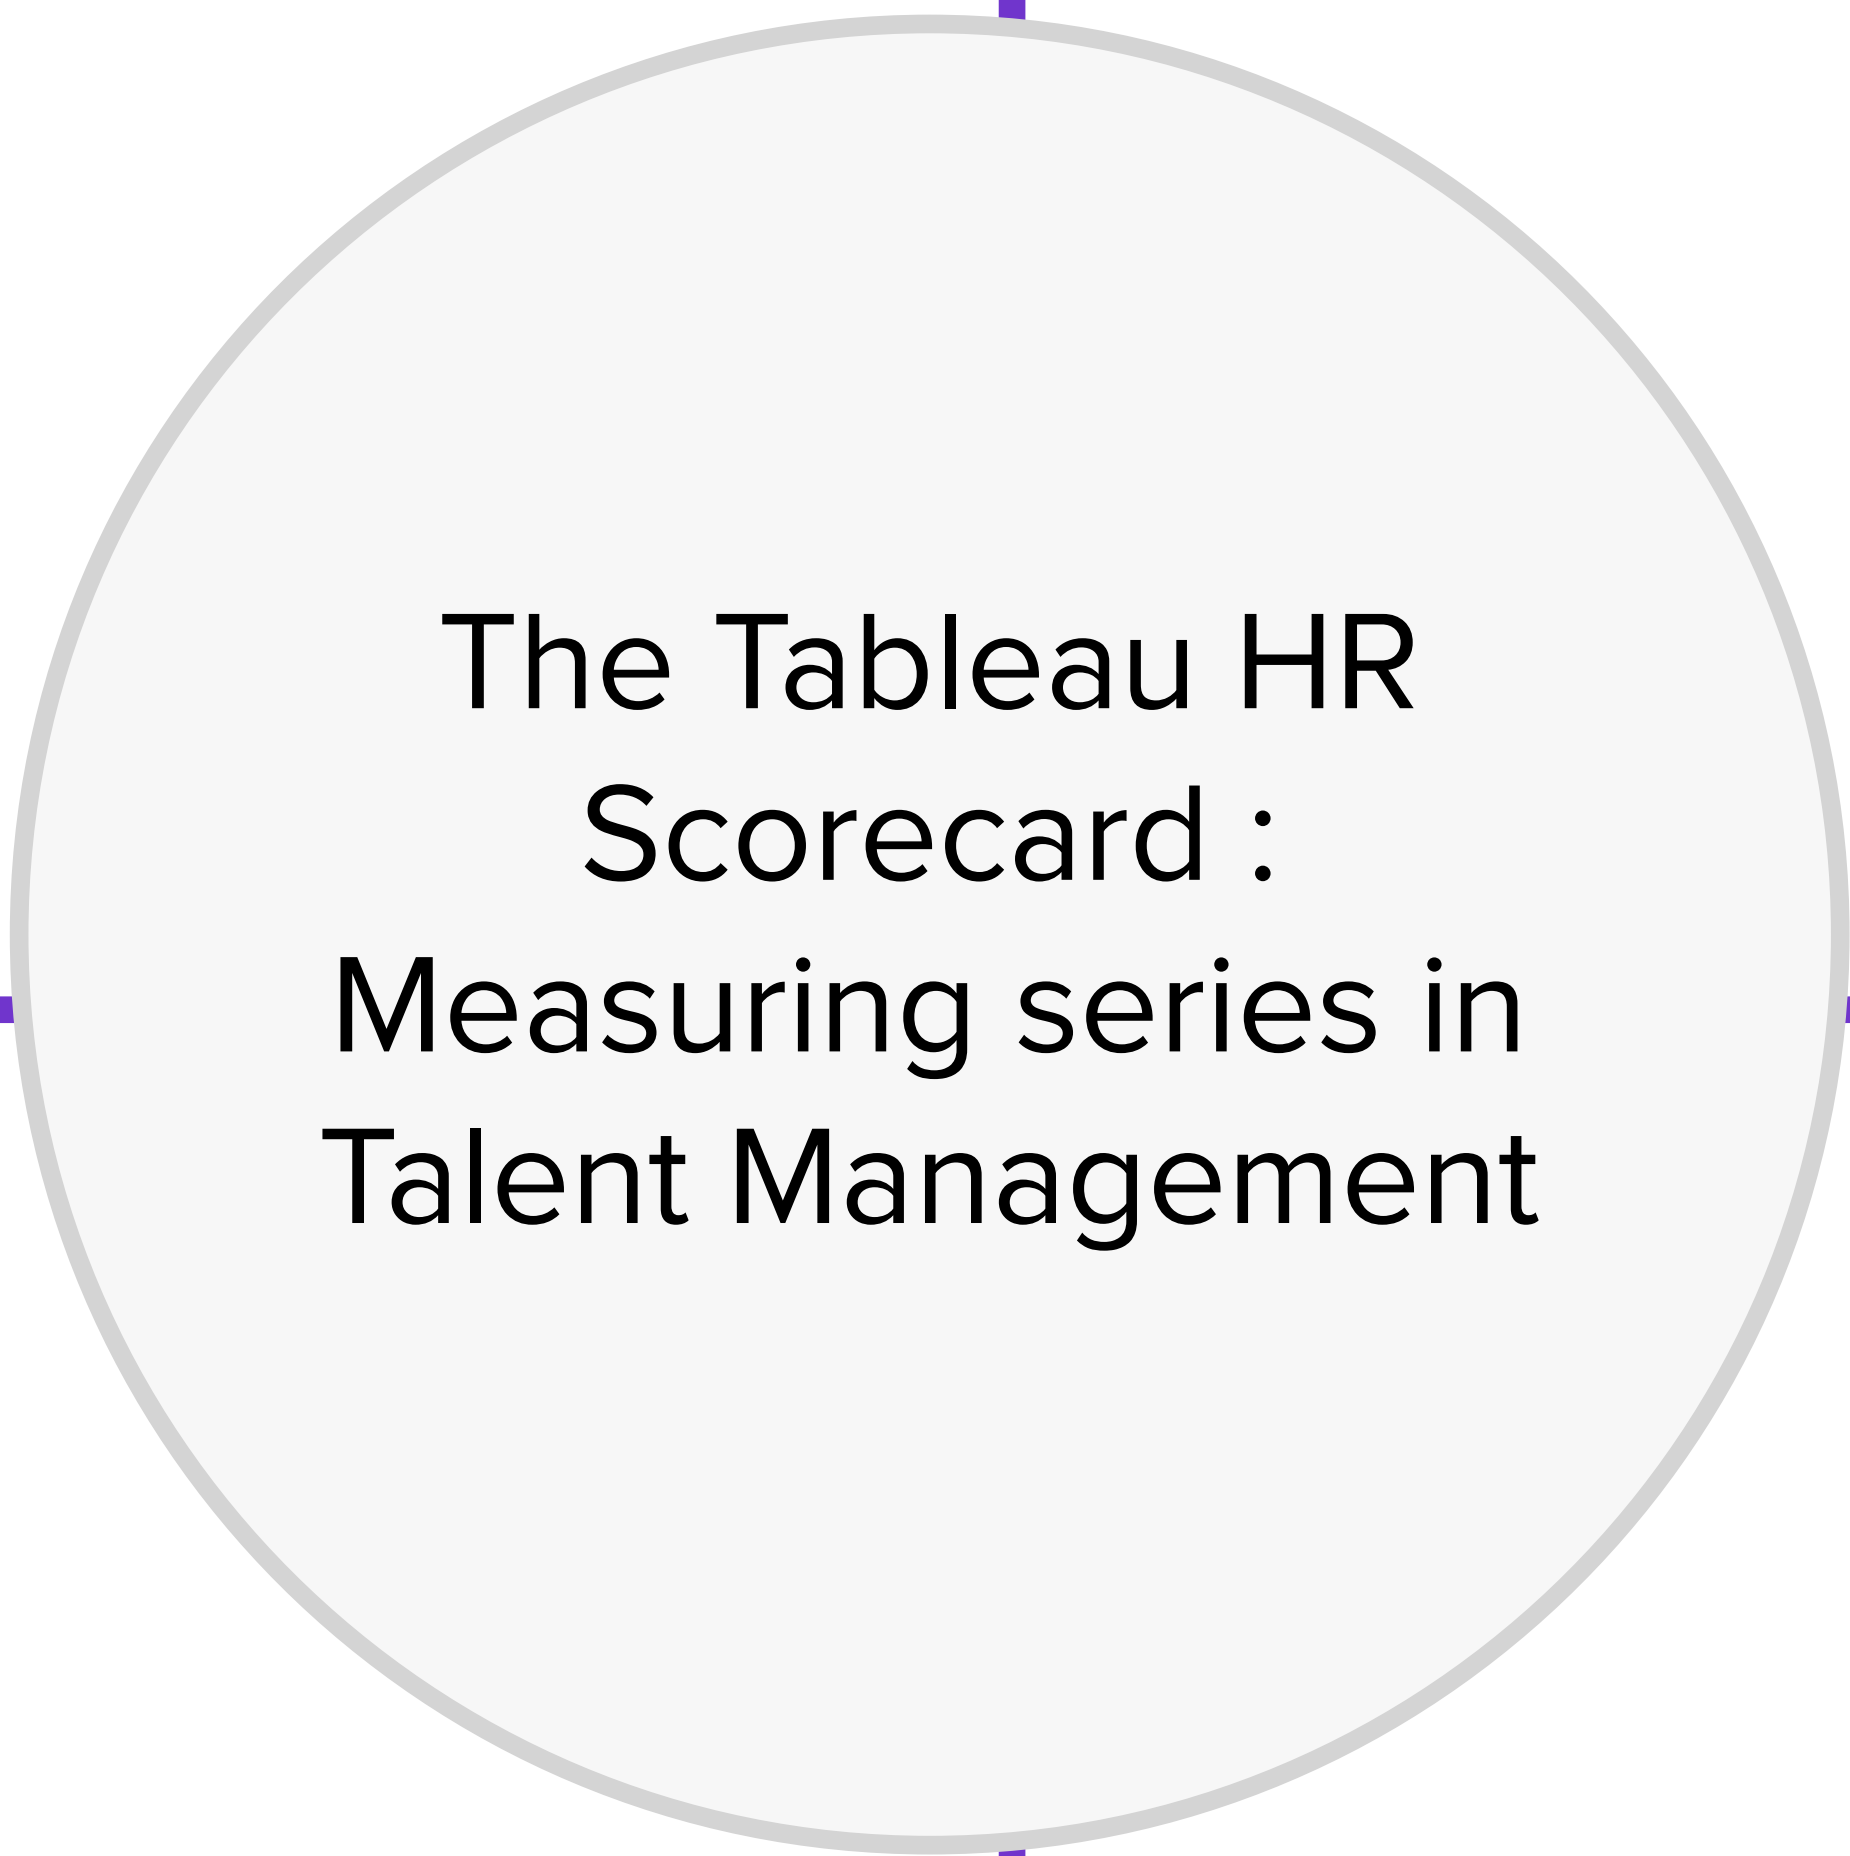 The Tableau HR
Scorecard :
Measuring series in
Talent Management